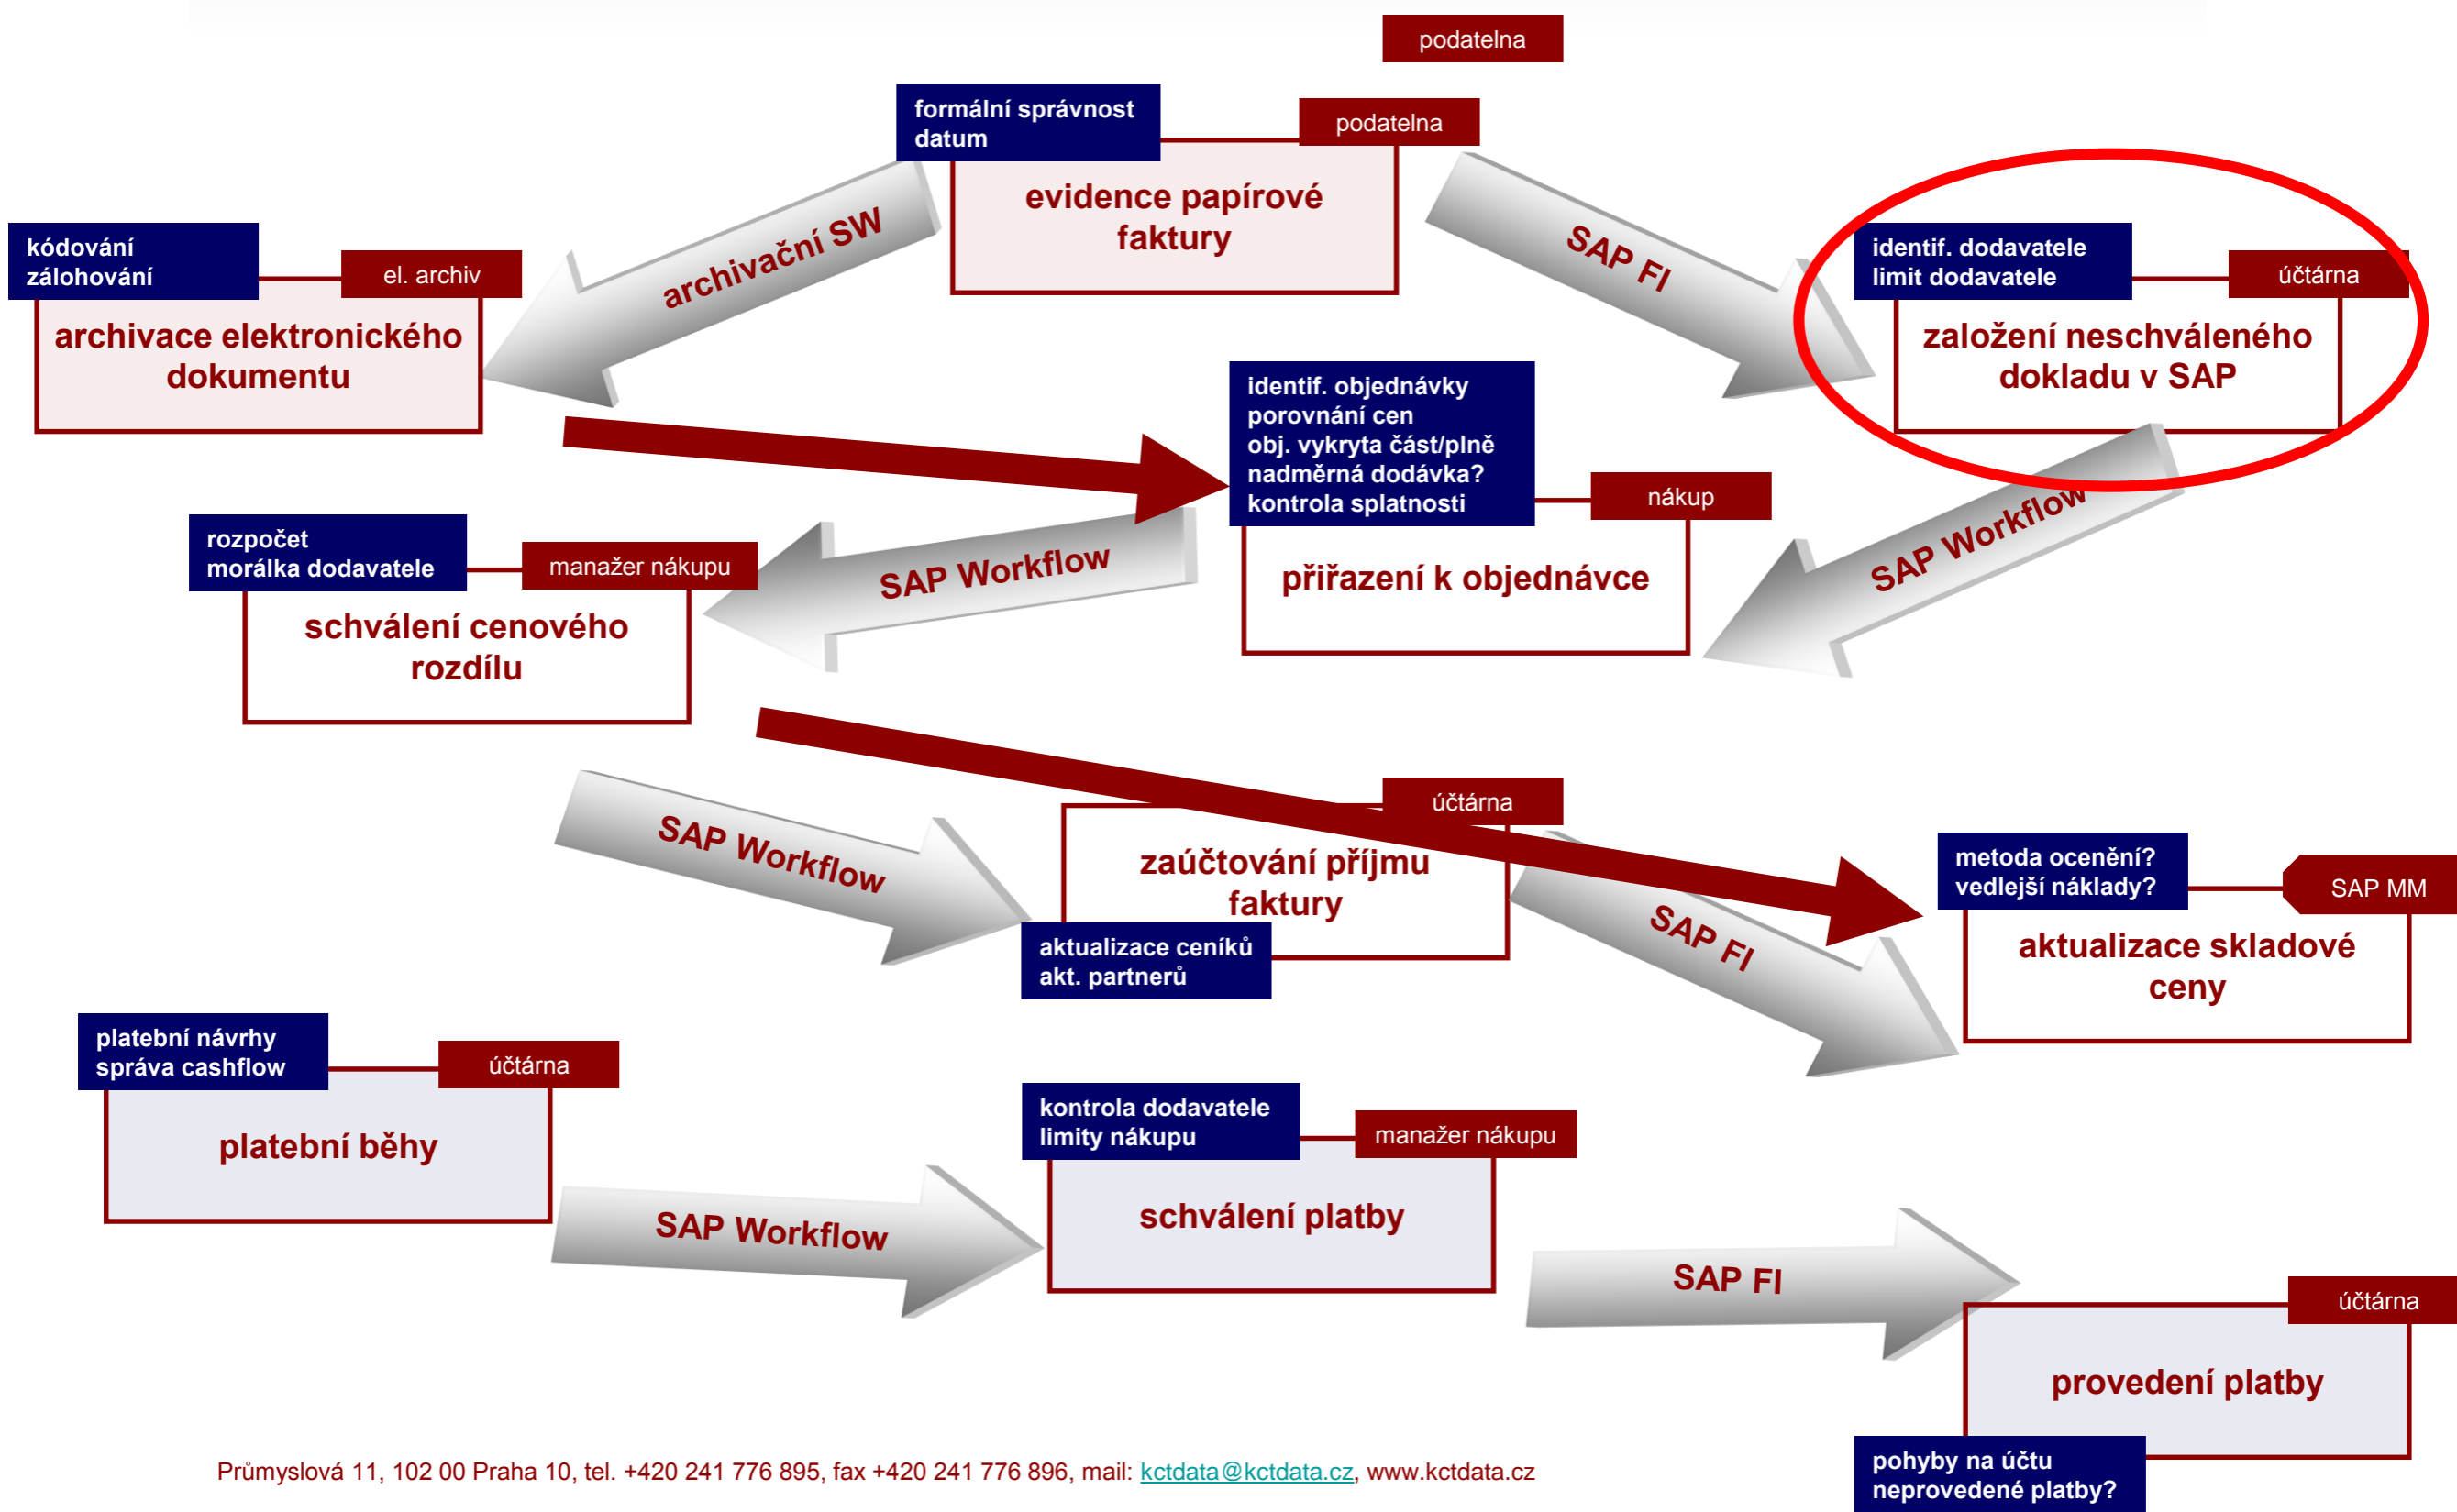 podatelna
formální správnost
datum
podatelna
evidence papírové
faktury
archivační SW
SAP FI
kódování
zálohování
el. archiv
archivace elektronického
dokumentu
identif. dodavatele
limit dodavatele
účtárna
založení neschváleného
dokladu v SAP
identif. objednávky
porovnání cen
obj. vykryta část/plně
nadměrná dodávka?
kontrola splatnosti
nákup
přiřazení k objednávce
SAP Workflow
SAP Workflow
rozpočet
morálka dodavatele
manažer nákupu
schválení cenového
rozdílu
SAP Workflow
účtárna
zaúčtování příjmu
faktury
aktualizace ceníků
akt. partnerů
SAP FI
metoda ocenění?
vedlejší náklady?
SAP MM
aktualizace skladové
ceny
platební návrhy
správa cashflow
účtárna
platební běhy
SAP Workflow
kontrola dodavatele
limity nákupu
manažer nákupu
schválení platby
SAP FI
účtárna
provedení platby
pohyby na účtu
neprovedené platby?
Průmyslová 11, 102 00 Praha 10, tel. +420 241 776 895, fax +420 241 776 896, mail: kctdata@kctdata.cz, www.kctdata.cz